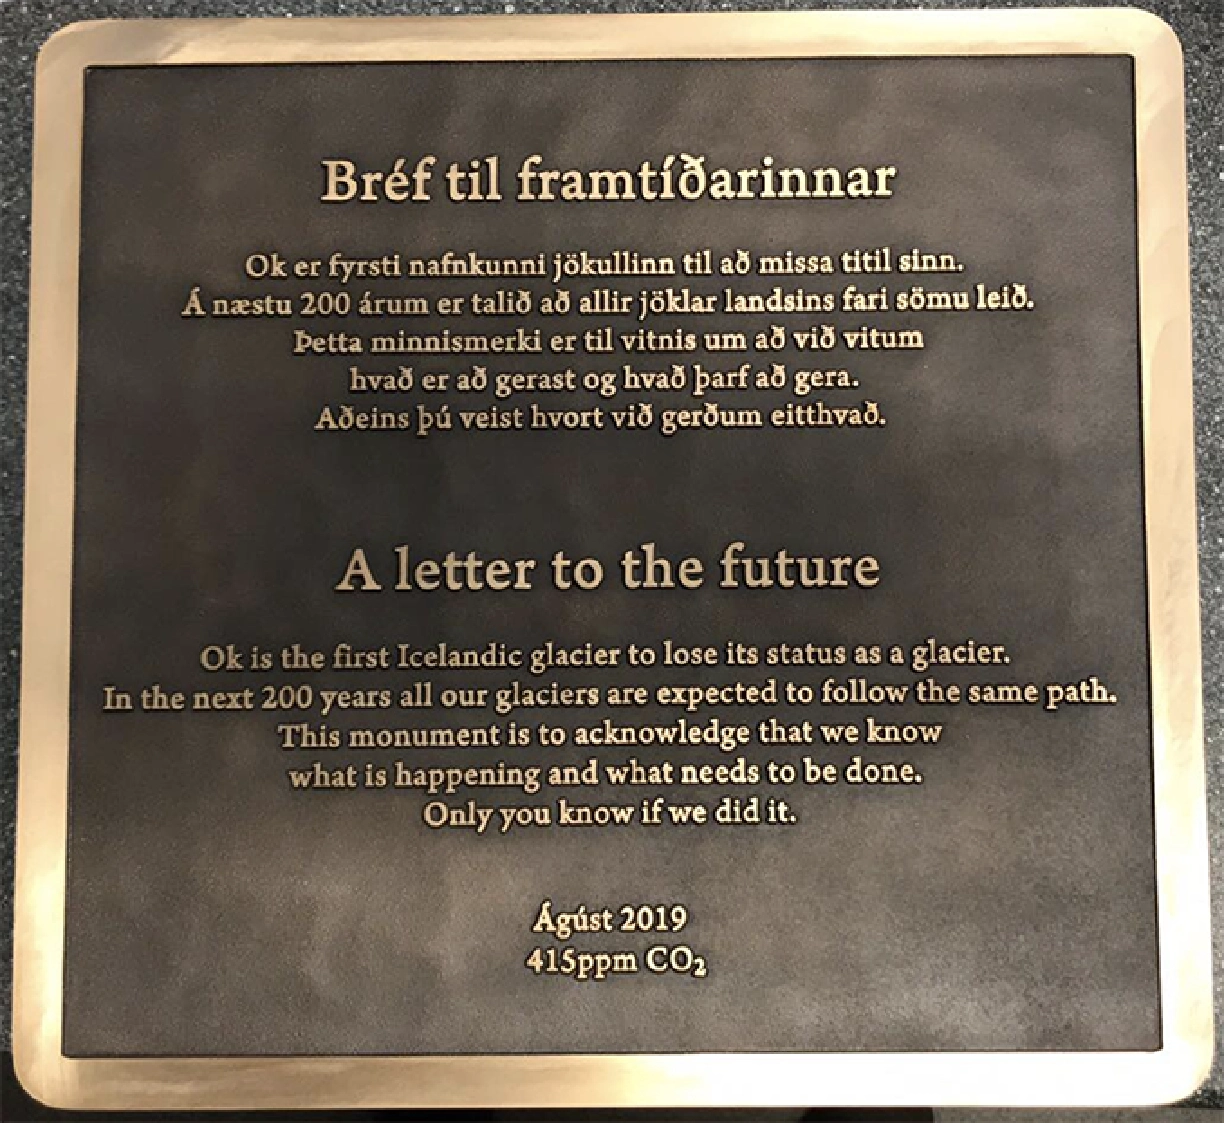 Bréf til framtíðarinnar
Ok er fyrsti nafnkunni jökullinn til að missa titil sinn.
Á næstu 200 árum er talið að allir jöklar landsins fari sömu leið.
Þetta minnismerki er til vitnis um að við vitum
hvað er að gerast og hvað þarf að gera.
Aðeins þú veist hvort við gerðum eitthvað.
A letter to the future
Ok is the first Icelandic glacier to lose its status as a glacier.
In the next 200 years all our glaciers are expected to follow the same path.
This monument is to acknowledge that we know
what is happening and what needs to be done.
Only you know if we did it.
Ágúst 2019
415ppm CO₂